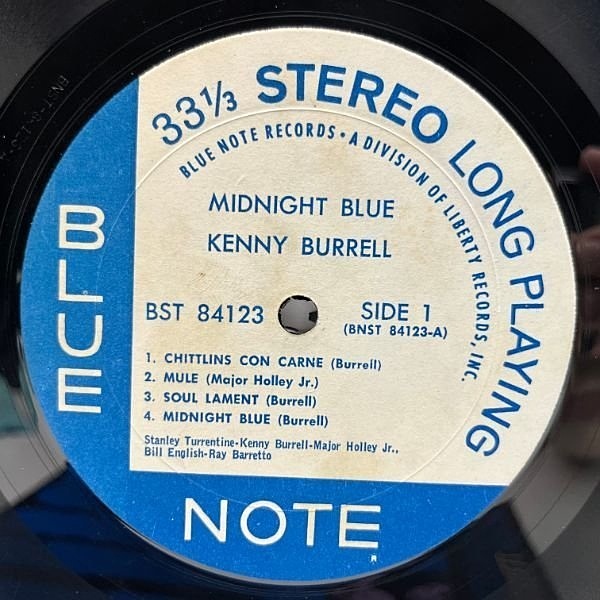 33⅓ STEREO LONG PLAYING
BLUE NOTE RECORDS • A DIVISION OF LIBERTY RECORDS, INC.
MIDNIGHT BLUE
KENNY BURRELL
BST 84123
SIDE 1
(BNST 84123-A)
1. CHITTLINS CON CARNE (Burrell)
2. MULE (Major Holley Jr.)
3. SOUL LAMENT (Burrell)
4. MIDNIGHT BLUE (Burrell)
Stanley Turrentine-Kenny Burrell-Major Holley Jr.,
Bill English-Ray Barretto
BLUE
NOTE
R